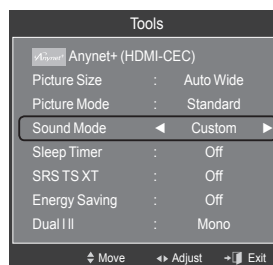 Tools
Anynet+ Anynet+ (HDMI-CEC)
Picture Size : Auto Wide
Picture Mode : Standard
Sound Mode ◄ Custom ►
Sleep Timer : Off
SRS TS XT : Off
Energy Saving : Off
Dual I II : Mono
Move Adjust Exit